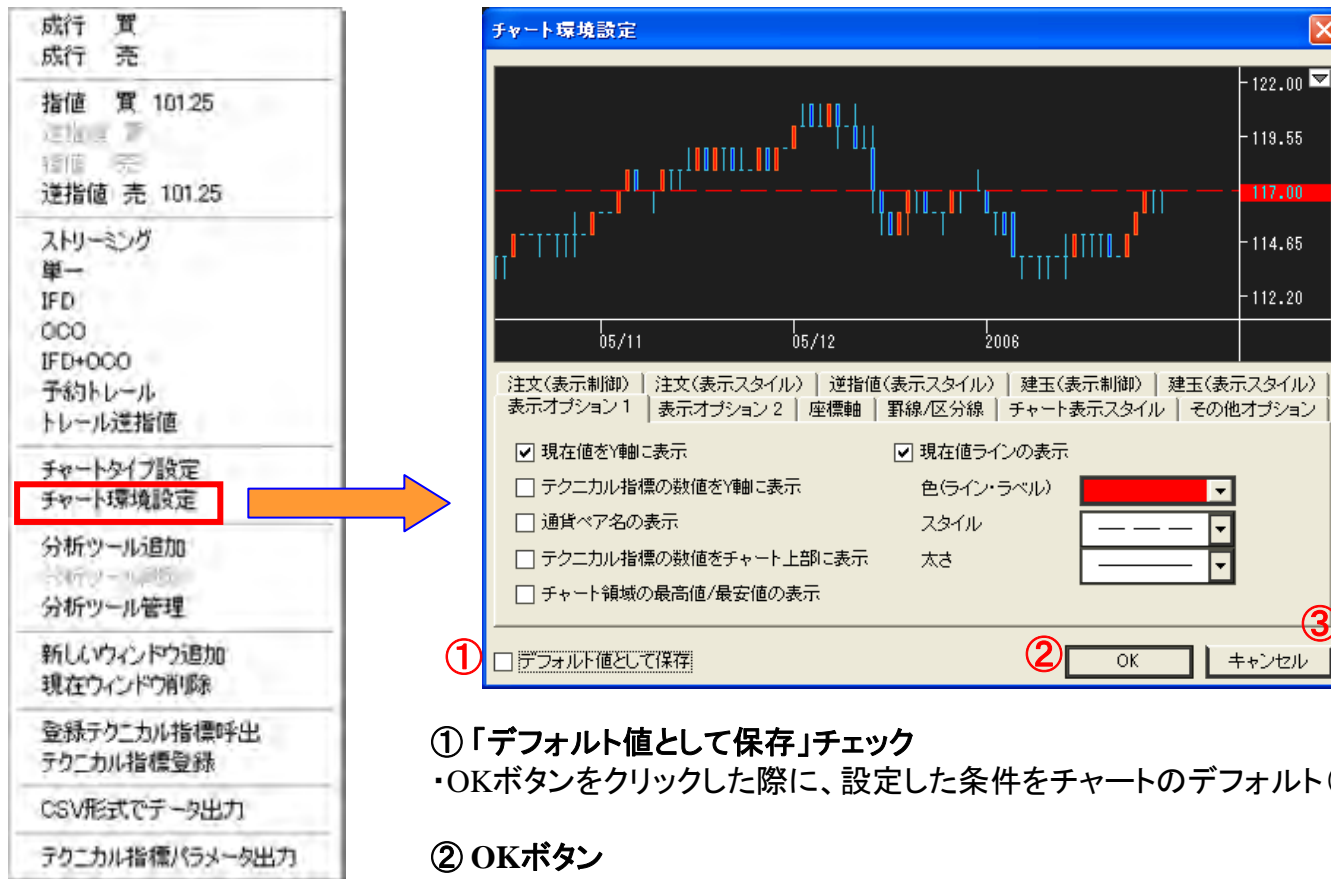 成行 買
成行 売
指値 買 101.25
逆指値 売 101.25
ストリーミング
単一
IFD
OCO
IFD+OCO
予約トレール
トレール逆指値
チャートタイプ設定
チャート環境設定
分析ツール追加
分析ツール管理
新しいウィンドウ追加
現在ウィンドウ削除
登録テクニカル指標呼出
テクニカル指標登録
CSV形式でデータ出力
テクニカル指標パラメータ出力
チャート環境設定
122.00
119.55
117.00
114.65
112.20
05/11 05/12 2006
注文(表示制御) 注文(表示スタイル) 逆指値(表示スタイル) 建玉(表示制御) 建玉(表示スタイル)
表示オプション1 表示オプション2 座標軸 罫線/区分線 チャート表示スタイル その他オプション
現在値をY軸に表示 現在値ラインの表示
テクニカル指標の数値をY軸に表示 色(ライン・ラベル)
通貨ペア名の表示 スタイル
テクニカル指標の数値をチャート上部に表示 太さ
チャート領域の最高値/最安値の表示
① デフォルト値として保存 ② OK ③ キャンセル
①「デフォルト値として保存」チェック
・OKボタンをクリックした際に、設定した条件をチャートのデフォルト(
② OKボタン